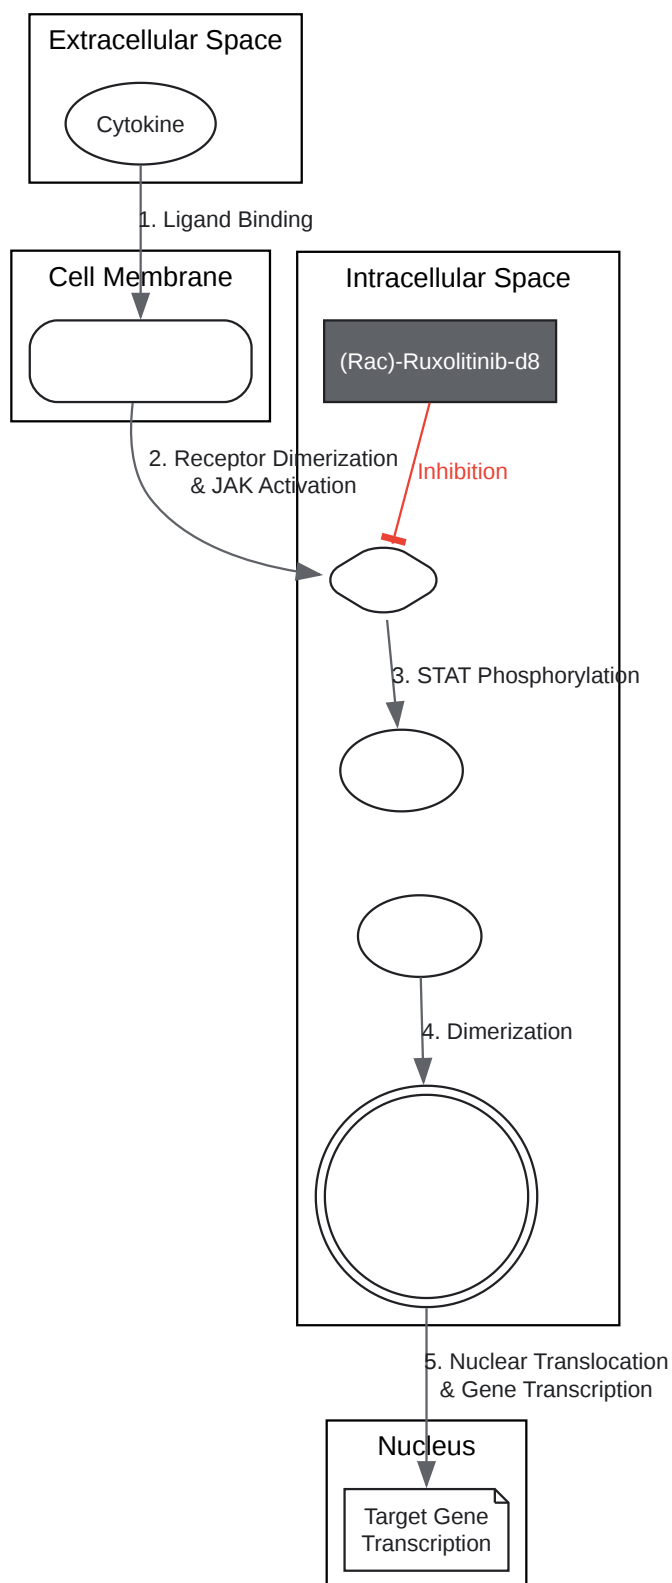 Extracellular Space
Cytokine
1. Ligand Binding
Cell Membrane
Intracellular Space
(Rac)-Ruxolitinib-d8
2. Receptor Dimerization
& JAK Activation
Inhibition
3. STAT Phosphorylation
4. Dimerization
5. Nuclear Translocation
& Gene Transcription
Nucleus
Target Gene
Transcription